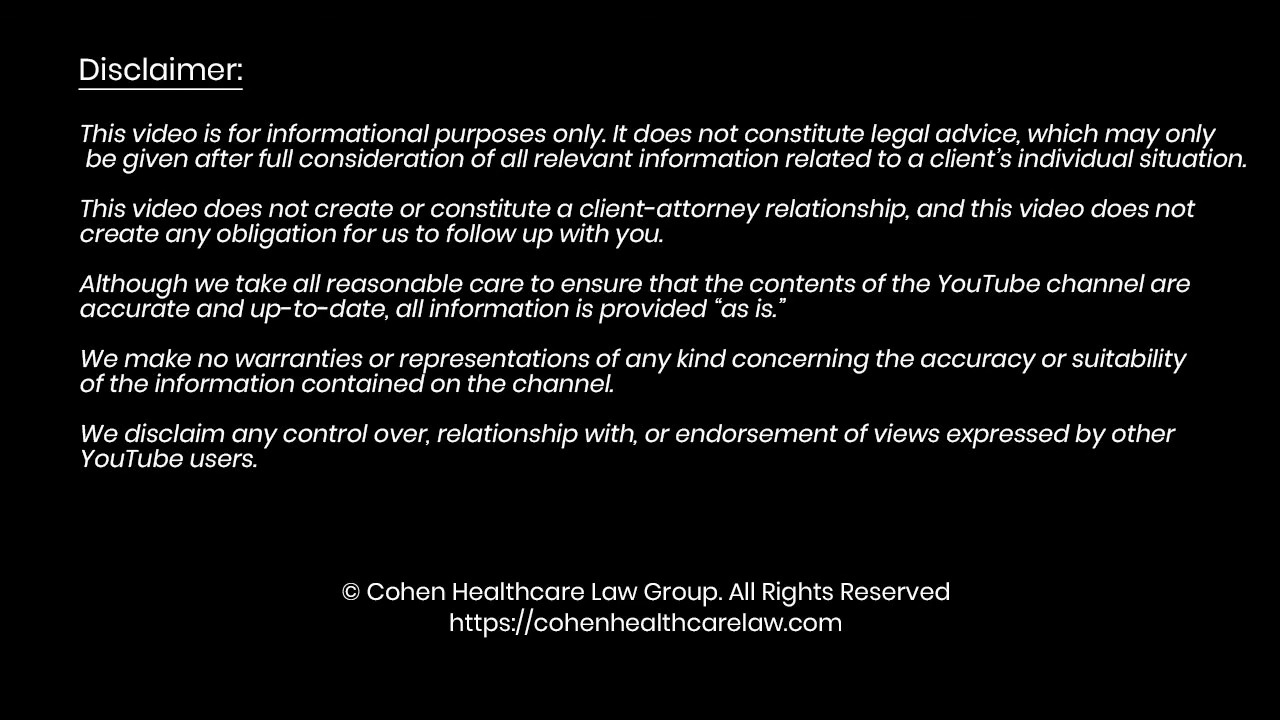 Disclaimer:
This video is for informational purposes only. It does not constitute legal advice, which may only
be given after full consideration of all relevant information related to a client’s individual situation.
This video does not create or constitute a client-attorney relationship, and this video does not
create any obligation for us to follow up with you.
Although we take all reasonable care to ensure that the contents of the YouTube channel are
accurate and up-to-date, all information is provided “as is.”
We make no warranties or representations of any kind concerning the accuracy or suitability
of the information contained on the channel.
We disclaim any control over, relationship with, or endorsement of views expressed by other
YouTube users.
© Cohen Healthcare Law Group. All Rights Reserved
https://cohenhealthcarelaw.com